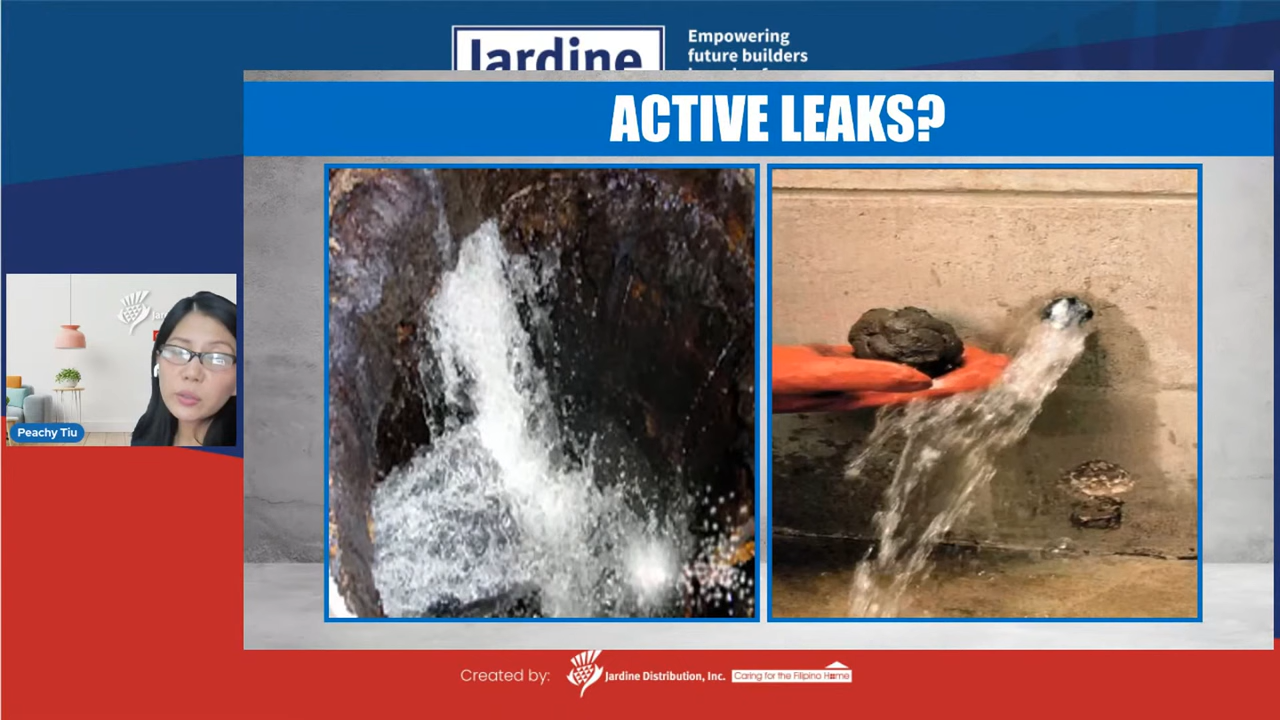 Jardine
Empowering
future builders
ACTIVE LEAKS?
Peachy Tiu
Created by:
Jardine Distribution, Inc.
Caring for the Filipino Home